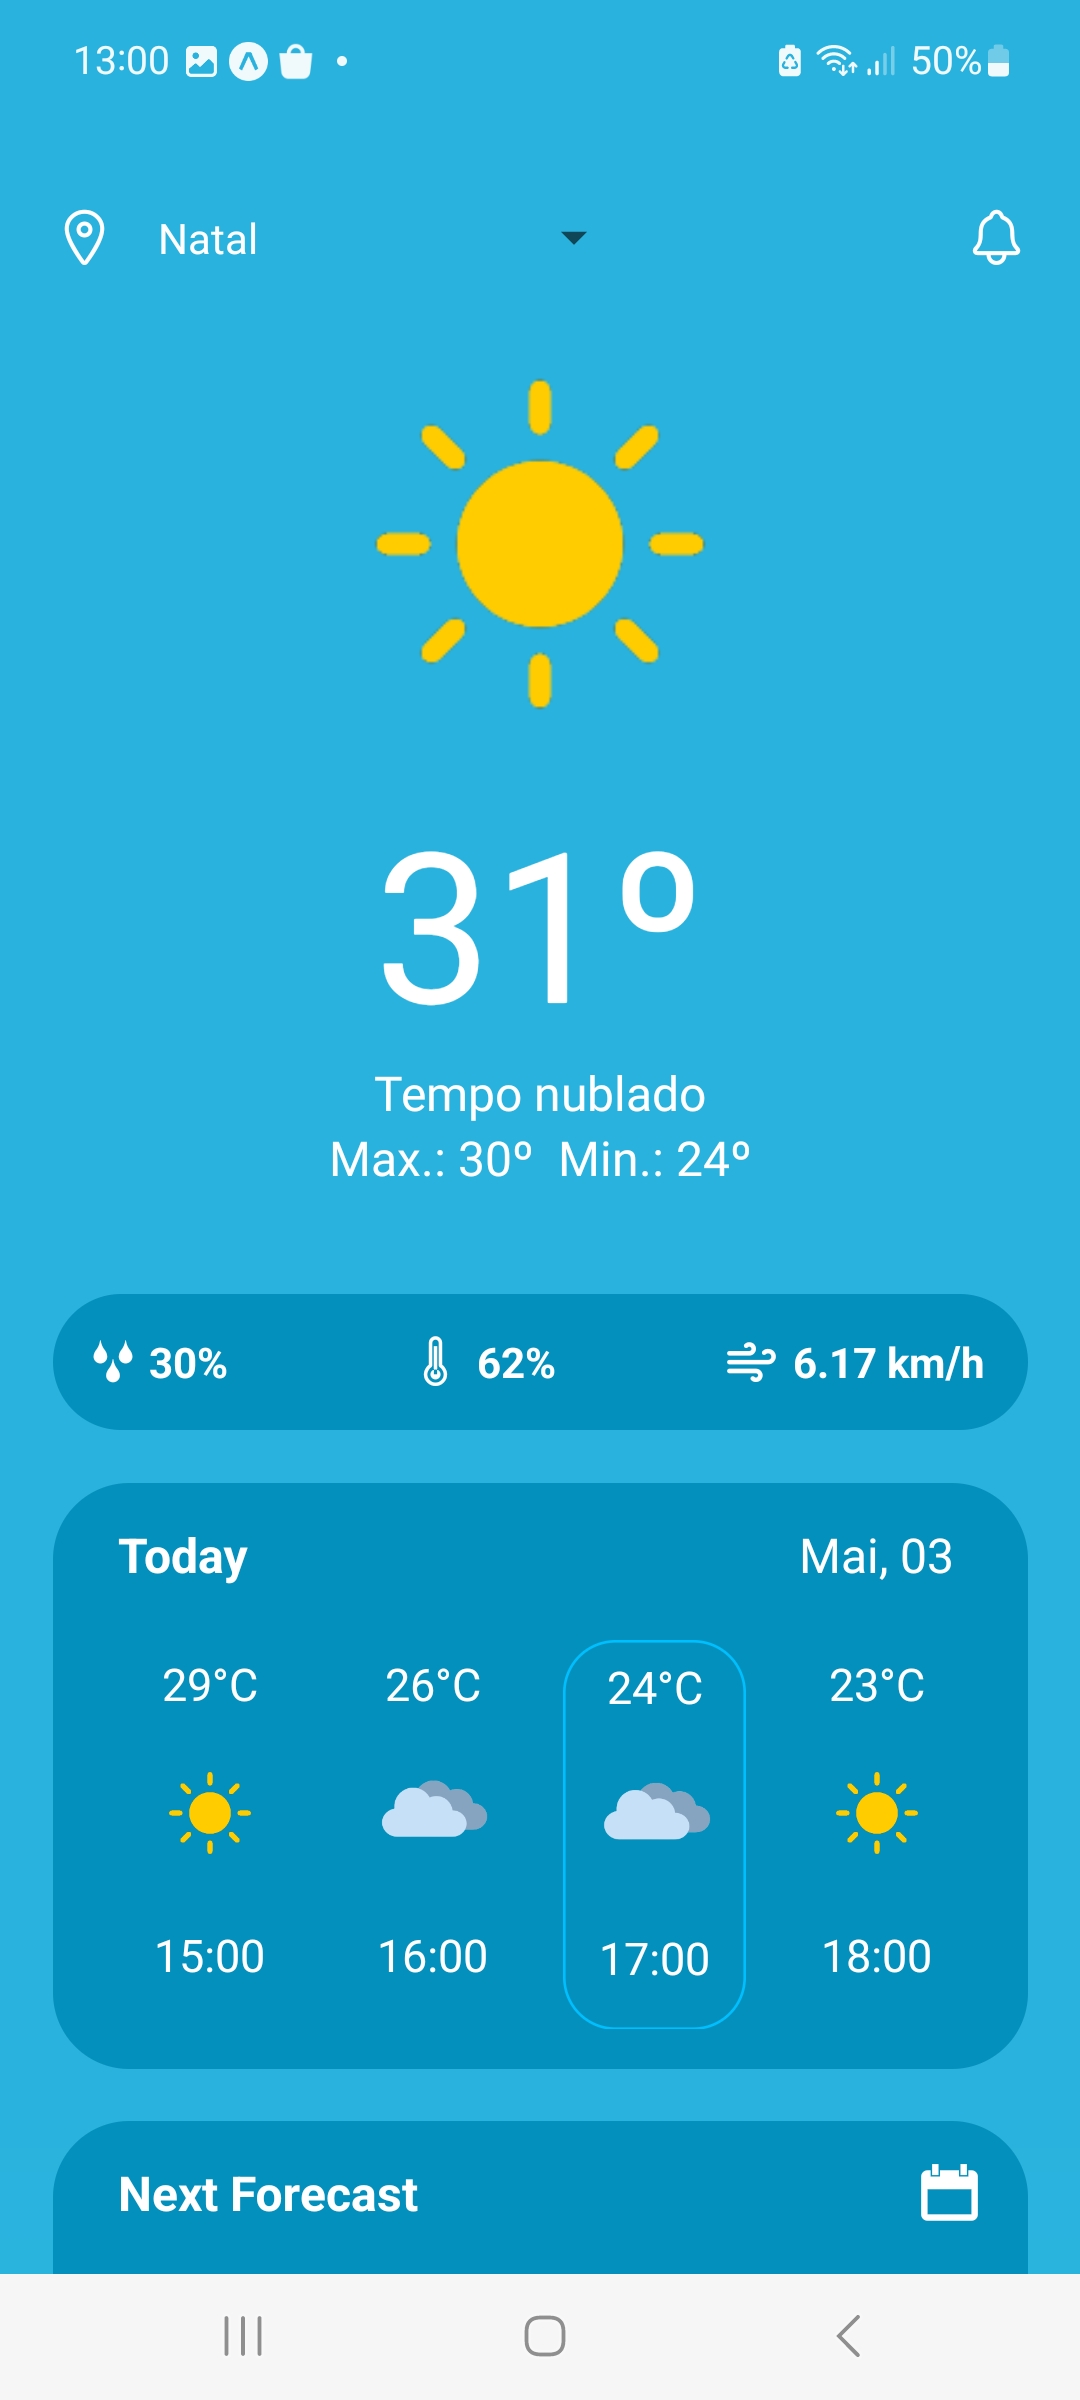 13:00 50%
Natal
31º
Tempo nublado
Max.: 30º Min.: 24º
30% 62% 6.17 km/h
Today Mai, 03
29°C 26°C 24°C 23°C
15:00 16:00 17:00 18:00
Next Forecast